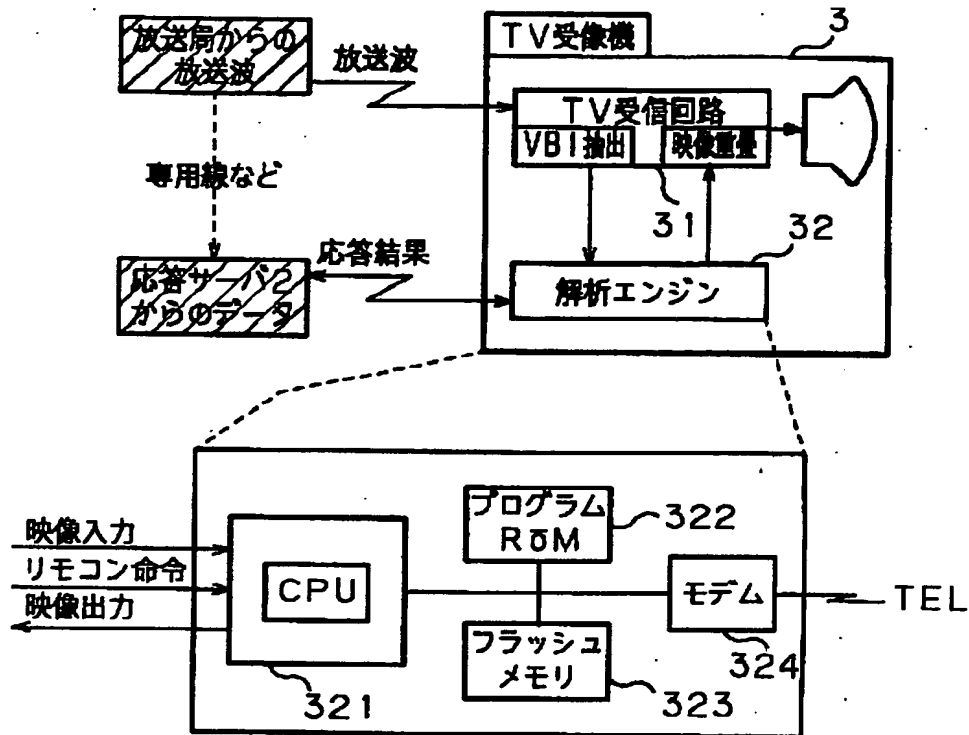 放送局からの
放送波
放送波
TV受像機
3
TV受信回路
VBI抽出
映像重畳
31
専用線など
32
応答結果
応答サーバ2
からのデータ
解析エンジン
プログラム
ROM
322
映像入力
リモコン命令
映像出力
CPU
321
モデム
324
TEL
フラッシュ
メモリ
323